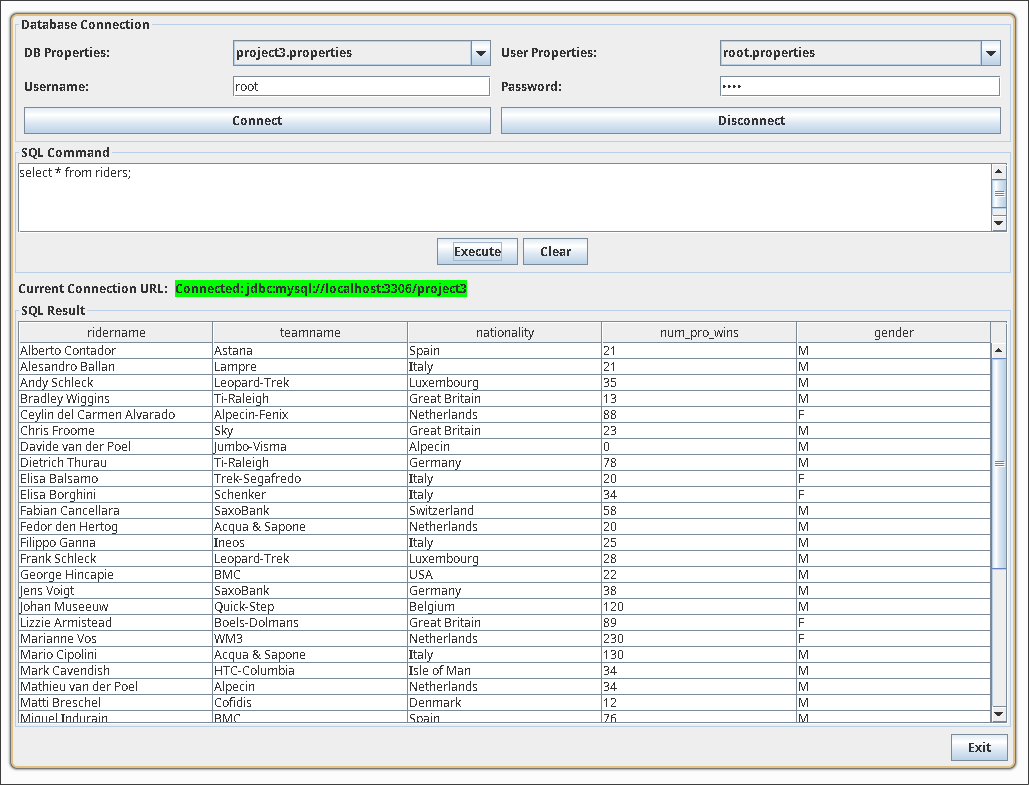 Database Connection
DB Properties: project3.properties User Properties: root.properties
Username: root Password: ••••
Connect Disconnect
SQL Command
select * from riders;
Execute Clear
Current Connection URL: Connected: jdbc:mysql://localhost:3306/project3
SQL Result
ridername teamname nationality num_pro_wins gender
Alberto Contador Astana Spain 21 M
Alesandro Ballan Lampre Italy 21 M
Andy Schleck Leopard-Trek Luxembourg 35 M
Bradley Wiggins Ti-Raleigh Great Britain 13 M
Ceylin del Carmen Alvarado Alpecin-Fenix Netherlands 88 F
Chris Froome Sky Great Britain 23 M
Davide van der Poel Jumbo-Visma Alpecin 0 M
Dietrich Thurau Ti-Raleigh Germany 78 M
Elisa Balsamo Trek-Segafredo Italy 20 F
Elisa Borghini Schenker Italy 34 F
Fabian Cancellara SaxoBank Switzerland 58 M
Fedor den Hertog Acqua & Sapone Netherlands 20 M
Filippo Ganna Ineos Italy 25 M
Frank Schleck Leopard-Trek Luxembourg 28 M
George Hincapie BMC USA 22 M
Jens Voigt SaxoBank Germany 38 M
Johan Museeuw Quick-Step Belgium 120 M
Lizzie Armistead Boels-Dolmans Great Britain 89 F
Marianne Vos WM3 Netherlands 230 F
Mario Cipolini Acqua & Sapone Italy 130 M
Mark Cavendish HTC-Columbia Isle of Man 34 M
Mathieu van der Poel Alpecin Netherlands 34 M
Matti Breschel Cofidis Denmark 12 M
Miguel Indurain BMC Spain 76 M
Exit